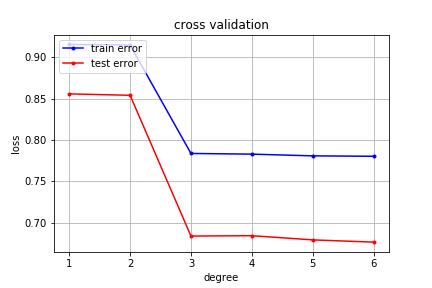 cross validation
train error
test error
0.90
0.85
0.80
0.75
0.70
loss
1 2 3 4 5 6
degree